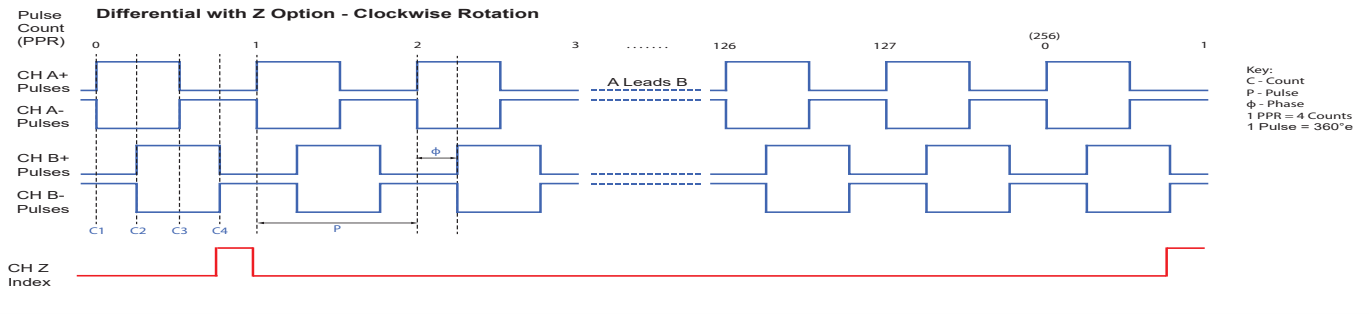 Differential with Z Option - Clockwise Rotation
Pulse
Count
(PPR)
0 1 2 3 ....... 126 127 (256) 0 1
CH A+
Pulses
A Leads B
CH A-
Pulses
CH B+
Pulses
ϕ
CH B-
Pulses
C1 C2 C3 C4 P
CH Z
Index
Key:
C - Count
P - Pulse
ϕ - Phase
1 PPR = 4 Counts
1 Pulse = 360°e